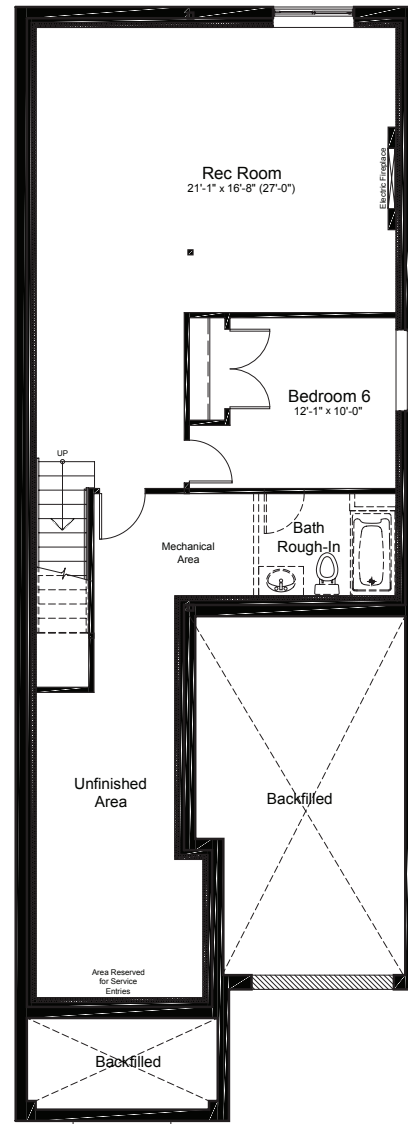 Rec Room
21'-1" x 16'-8" (27'-0")
Electric Fireplace
Bedroom 6
12'-1" x 10'-0"
UP
Mechanical
Area
Bath
Rough-In
Unfinished
Area
Backfilled
Area Reserved
for Service
Entries
Backfilled